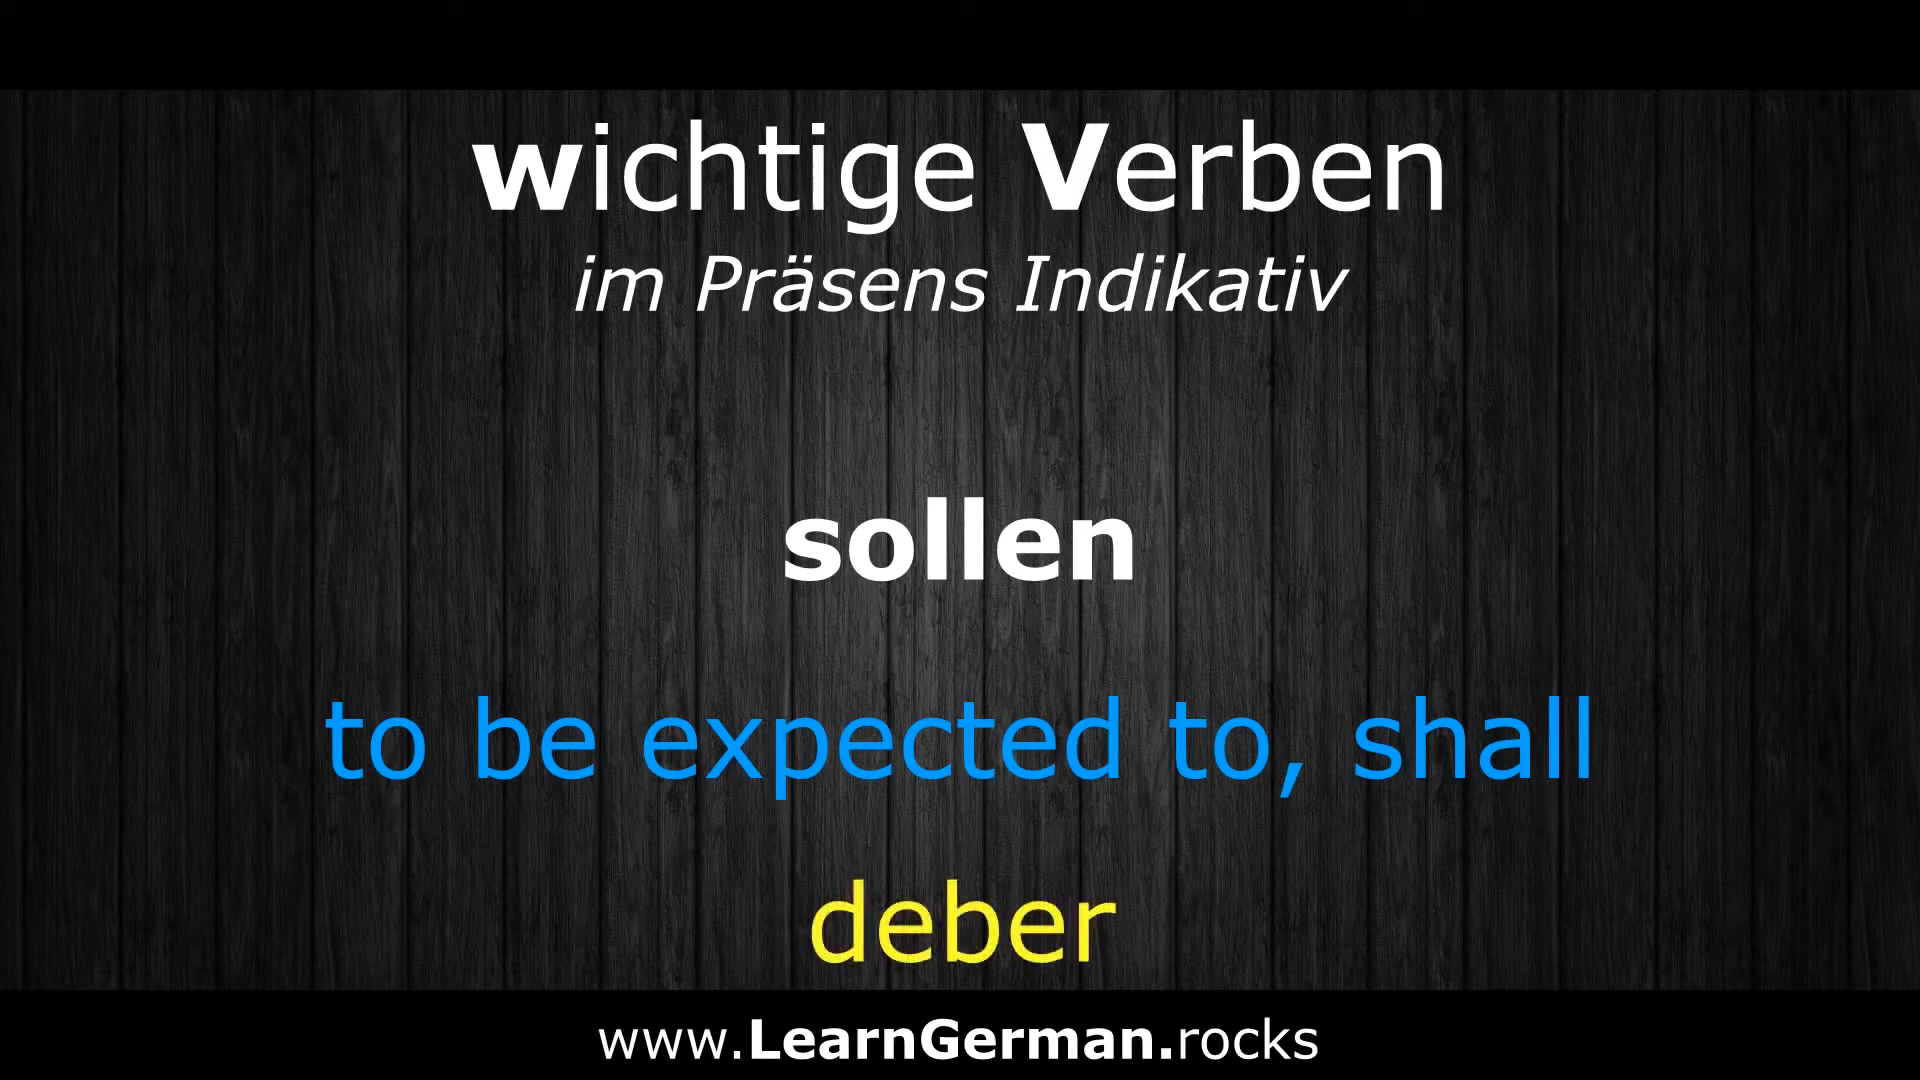 wichtige Verben
im Präsens Indikativ
sollen
to be expected to, shall
deber
www.LearnGerman.rocks